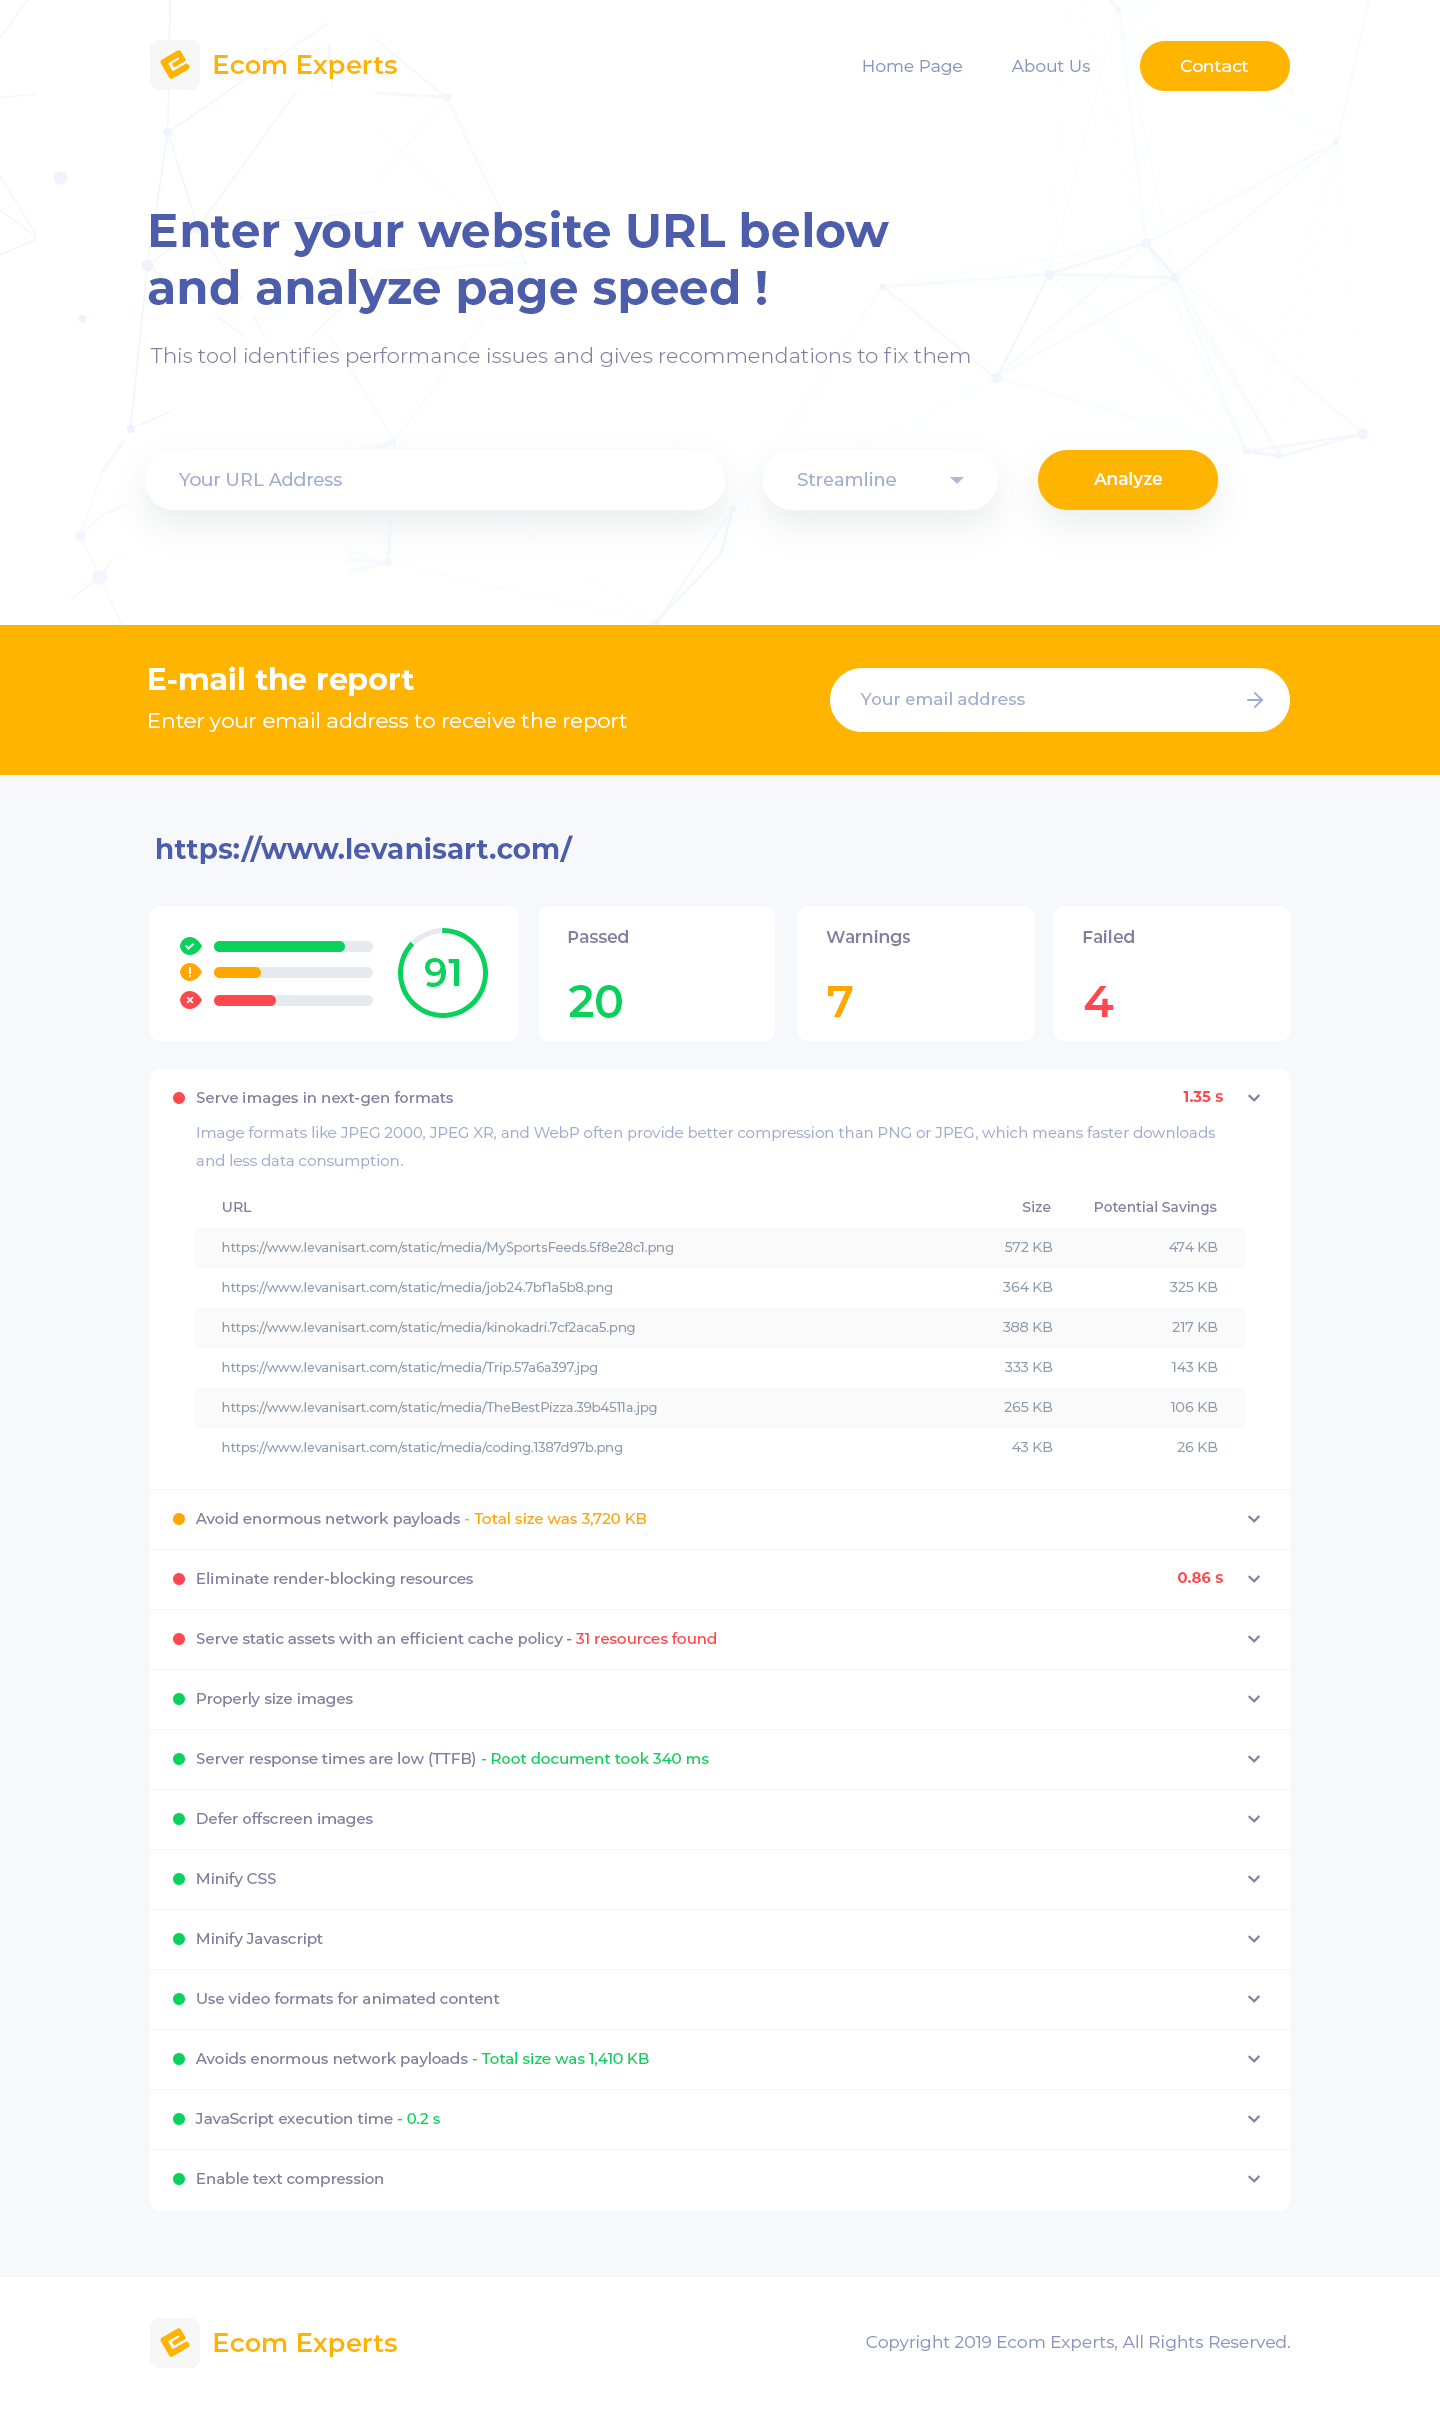 Ecom Experts
Home Page
About Us
Contact
Enter your website URL below
and analyze page speed !
This tool identifies performance issues and gives recommendations to fix them
Your URL Address
Streamline
Analyze
E-mail the report
Enter your email address to receive the report
Your email address
https://www.levanisart.com/
91
Passed
20
Warnings
7
Failed
4
Serve images in next-gen formats 1.35 s
Image formats like JPEG 2000, JPEG XR, and WebP often provide better compression than PNG or JPEG, which means faster downloads
and less data consumption.
URL Size Potential Savings
https://www.levanisart.com/static/media/MySportsFeeds.5f8e28c1.png 572 KB 474 KB
https://www.levanisart.com/static/media/job24.7bf1a5b8.png 364 KB 325 KB
https://www.levanisart.com/static/media/kinokadri.7cf2aca5.png 388 KB 217 KB
https://www.levanisart.com/static/media/Trip.57a6a397.jpg 333 KB 143 KB
https://www.levanisart.com/static/media/TheBestPizza.39b4511a.jpg 265 KB 106 KB
https://www.levanisart.com/static/media/coding.1387d97b.png 43 KB 26 KB
Avoid enormous network payloads - Total size was 3,720 KB
Eliminate render-blocking resources 0.86 s
Serve static assets with an efficient cache policy - 31 resources found
Properly size images
Server response times are low (TTFB) - Root document took 340 ms
Defer offscreen images
Minify CSS
Minify Javascript
Use video formats for animated content
Avoids enormous network payloads - Total size was 1,410 KB
JavaScript execution time - 0.2 s
Enable text compression
Ecom Experts
Copyright 2019 Ecom Experts, All Rights Reserved.